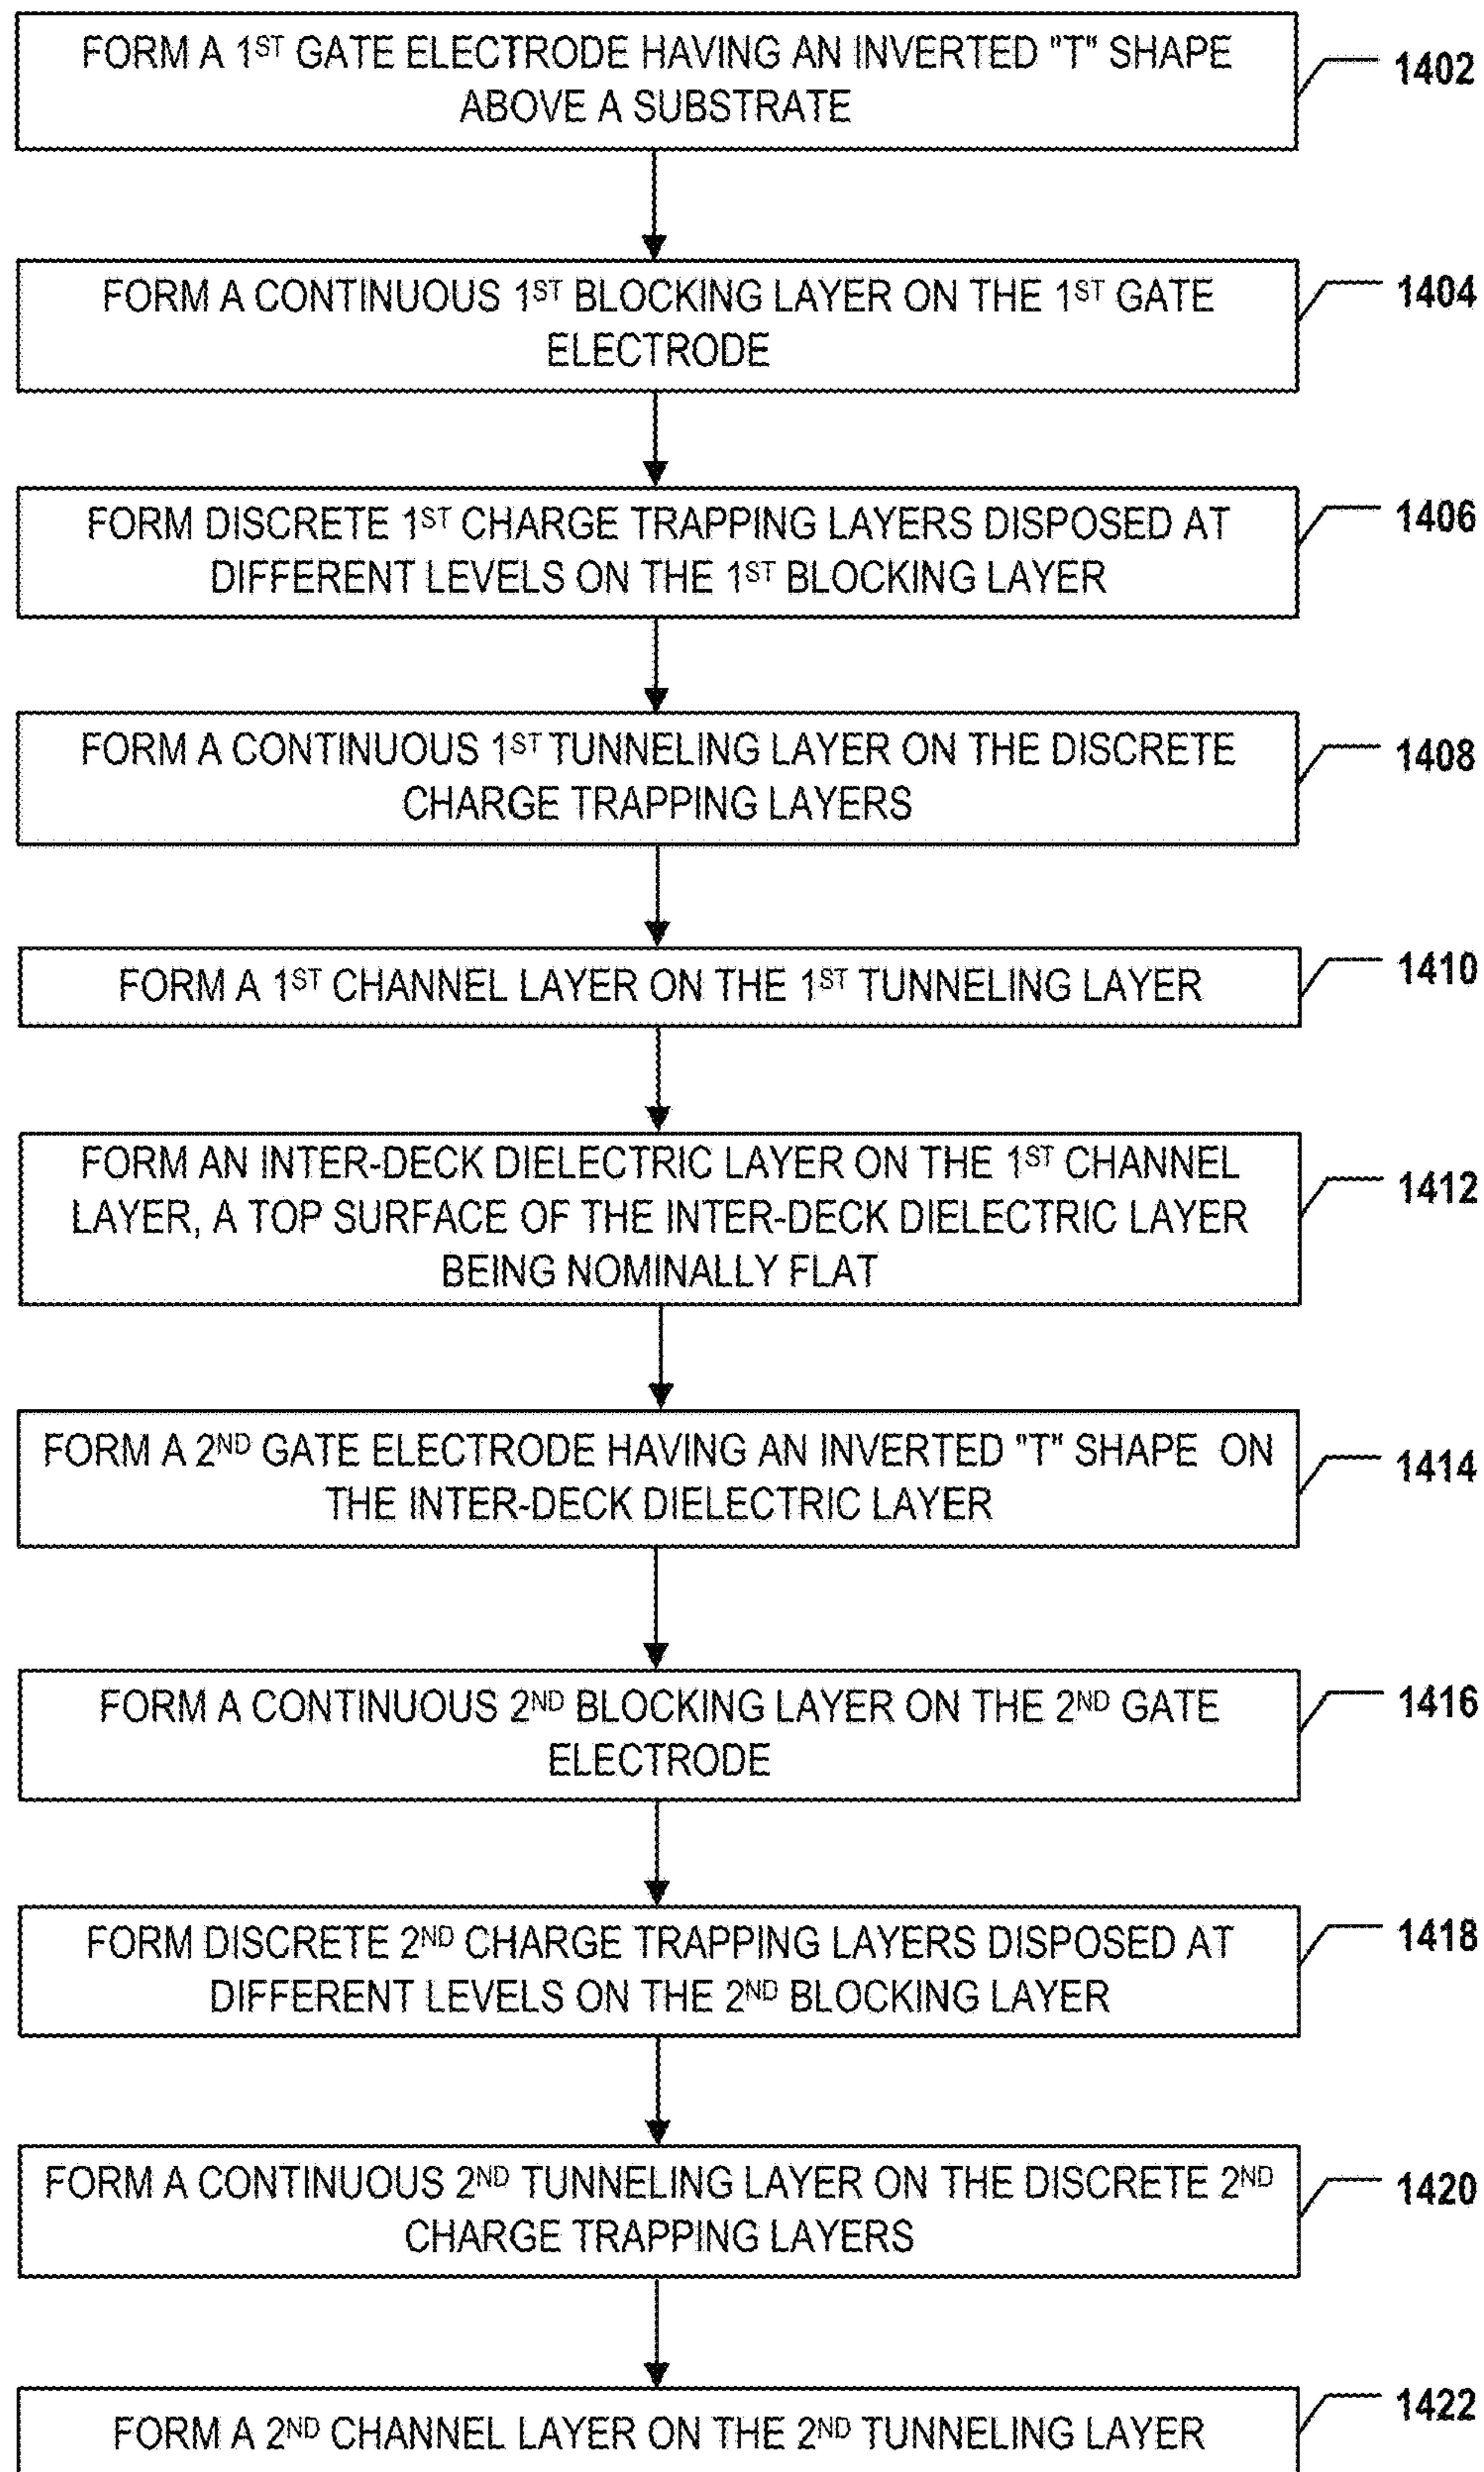 FORM A 1ST GATE ELECTRODE HAVING AN INVERTED "T" SHAPE
ABOVE A SUBSTRATE
1402
FORM A CONTINUOUS 1ST BLOCKING LAYER ON THE 1ST GATE
ELECTRODE
1404
FORM DISCRETE 1ST CHARGE TRAPPING LAYERS DISPOSED AT
DIFFERENT LEVELS ON THE 1ST BLOCKING LAYER
1406
FORM A CONTINUOUS 1ST TUNNELING LAYER ON THE DISCRETE
CHARGE TRAPPING LAYERS
1408
FORM A 1ST CHANNEL LAYER ON THE 1ST TUNNELING LAYER
1410
FORM AN INTER-DECK DIELECTRIC LAYER ON THE 1ST CHANNEL
LAYER, A TOP SURFACE OF THE INTER-DECK DIELECTRIC LAYER
BEING NOMINALLY FLAT
1412
FORM A 2ND GATE ELECTRODE HAVING AN INVERTED "T" SHAPE ON
THE INTER-DECK DIELECTRIC LAYER
1414
FORM A CONTINUOUS 2ND BLOCKING LAYER ON THE 2ND GATE
ELECTRODE
1416
FORM DISCRETE 2ND CHARGE TRAPPING LAYERS DISPOSED AT
DIFFERENT LEVELS ON THE 2ND BLOCKING LAYER
1418
FORM A CONTINUOUS 2ND TUNNELING LAYER ON THE DISCRETE 2ND
CHARGE TRAPPING LAYERS
1420
FORM A 2ND CHANNEL LAYER ON THE 2ND TUNNELING LAYER
1422